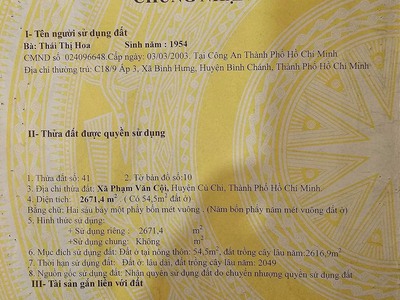 CHỨNG NHẬN
I- Tên người sử dụng đất
Bà: Thái Thị Hoa Sinh năm : 1954
CMND số 024096648.Cấp ngày: 03/03/2003. Tại Công An Thành Phố Hồ Chí Minh
Địa chỉ thường trú: C18/9 Ấp 3, Xã Bình Hưng, Huyện Bình Chánh, Thành Phố Hồ Chí Minh
II- Thửa đất được quyền sử dụng
1. Thửa đất số: 41 2. Tờ bản đồ số:10
3. Địa chỉ thửa đất: Xã Phạm Văn Cội, Huyện Củ Chi, Thành Phố Hồ Chí Minh
4. Diện tích: 2671,4 m² ( Có 54,5m² đất ở)
Bằng chữ: Hai sáu bảy một phẩy bốn mét vuông . (Năm bốn phẩy năm mét vuông đất ở)
5. Hình thức sử dụng:
+ Sử dụng riêng : 2671,4 m²
+Sử dụng chung: Không m²
6. Mục đích sử dụng đất: Đất ở tại nông thôn: 54,5m², đất trồng cây lâu năm:2616,9m²
7. Thời hạn sử dụng đất: Đất ở: lâu dài, đất trồng cây lâu năm: 2049
8. Nguồn gốc sử dụng đất: Nhận quyền sử dụng đất do chuyển nhượng quyền sử dụng đất
III- Tài sản gắn liền với đất